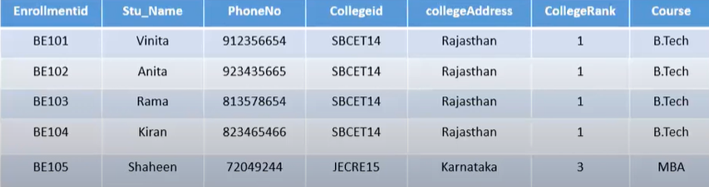 Enrollmentid Stu_Name PhoneNo Collegeid collegeAddress CollegeRank Course
BE101 Vinita 912356654 SBCET14 Rajasthan 1 B.Tech
BE102 Anita 923435665 SBCET14 Rajasthan 1 B.Tech
BE103 Rama 813578654 SBCET14 Rajasthan 1 B.Tech
BE104 Kiran 823465466 SBCET14 Rajasthan 1 B.Tech
BE105 Shaheen 72049244 JECRE15 Karnataka 3 MBA